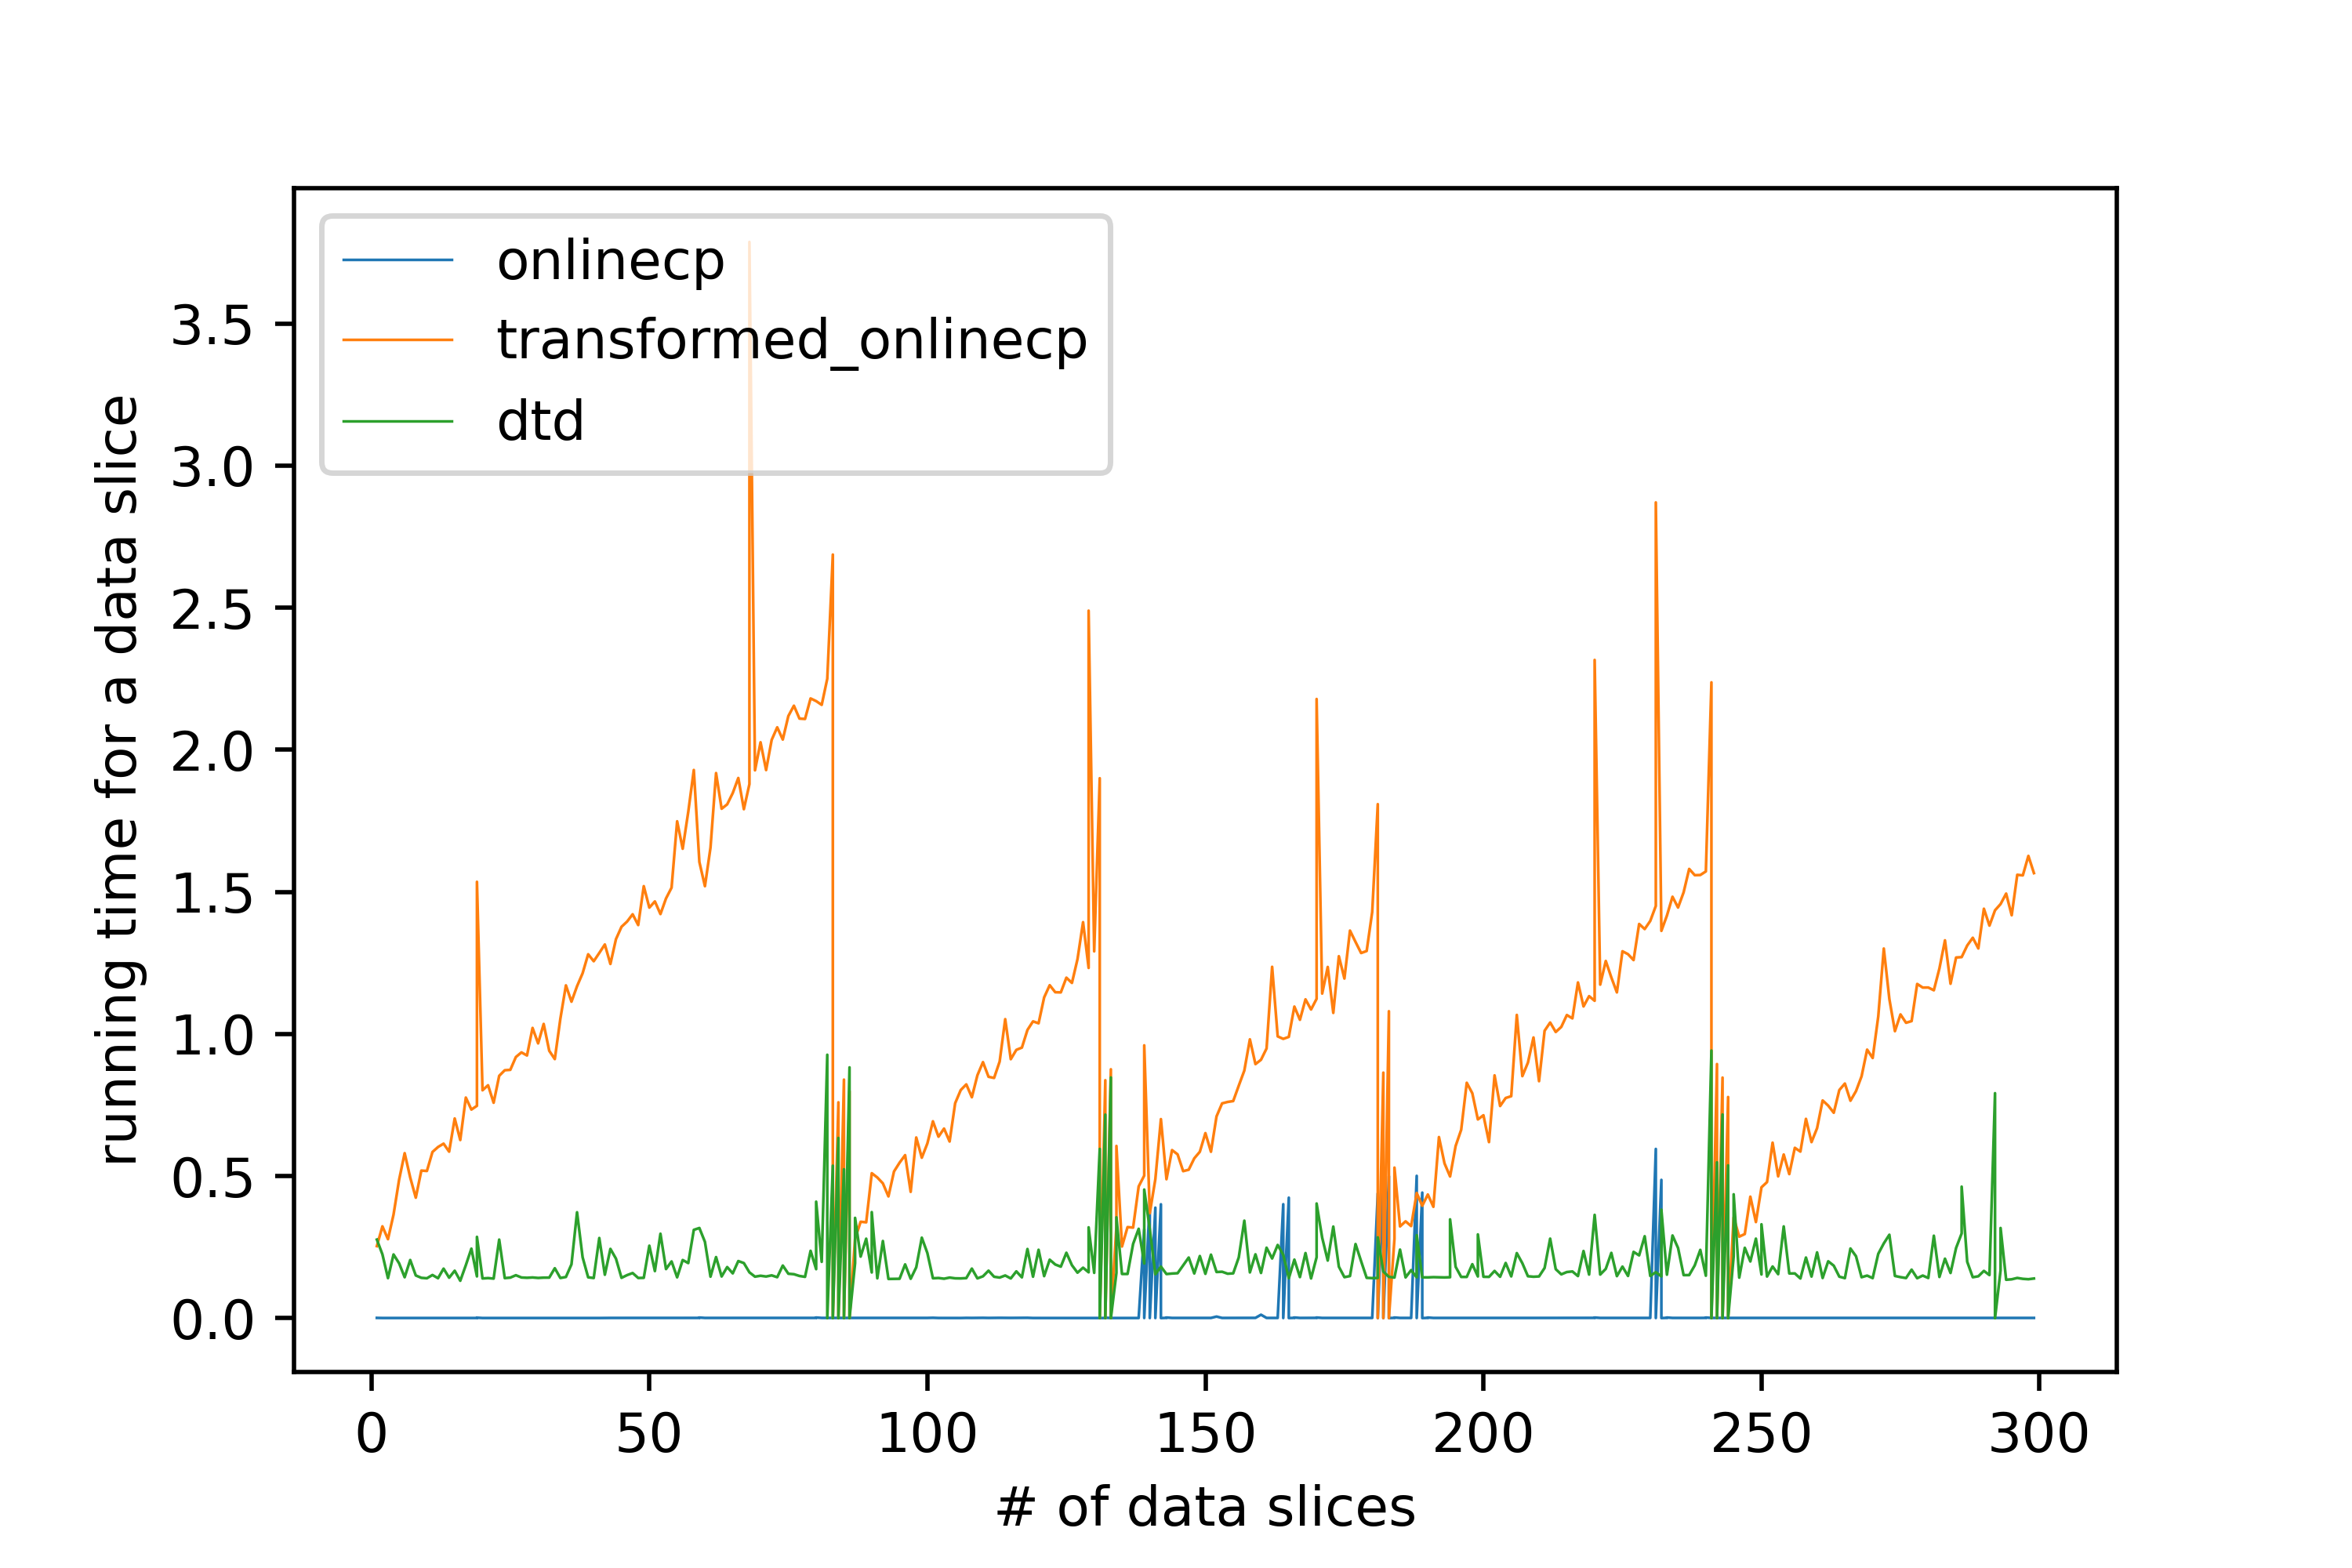 onlinecp
transformed_onlinecp
dtd
running time for a data slice
3.5
3.0
2.5
2.0
1.5
1.0
0.5
0.0
0 50 100 150 200 250 300
# of data slices